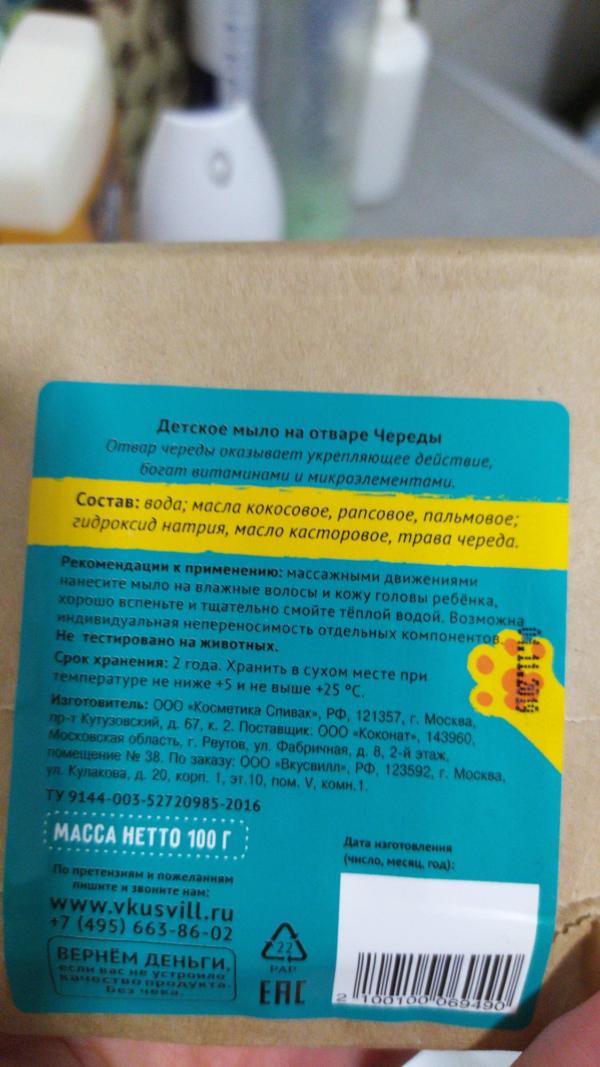 Детское мыло на отваре Череды
Отвар череды оказывает укрепляющее действие,
богат витаминами и микроэлементами.
Состав: вода; масла кокосовое, рапсовое, пальмовое;
гидроксид натрия, масло касторовое, трава череда.
Рекомендации к применению: массажными движениями
нанесите мыло на влажные волосы и кожу головы ребёнка,
хорошо вспеньте и тщательно смойте тёплой водой. Возможна
индивидуальная непереносимость отдельных компонентов.
Не тестировано на животных.
Срок хранения: 2 года. Хранить в сухом месте при
температуре не ниже +5 и не выше +25 °C.
Изготовитель: ООО «Косметика Спивак», РФ, 121357, г. Москва,
пр-т Кутузовский, д. 67, к. 2. Поставщик: ООО «Коконат», 143960,
Московская область, г. Реутов, ул. Фабричная, д. 8, 2-й этаж,
помещение № 38. По заказу: ООО «Вкусвилл», РФ, 123592, г. Москва,
ул. Кулакова, д. 20, корп. 1, эт.10, пом. V, комн.1.
ТУ 9144-003-52720985-2016
МАССА НЕТТО 100 Г
Дата изготовления
(число, месяц, год):
По претензиям и пожеланиям
пишите и звоните нам:
www.vkusvill.ru
+7 (495) 663-86-02
ВЕРНЁМ ДЕНЬГИ,
если вас не устроило
качество продукта.
Без чека.
22
PAP
EAC
2 100100 069490